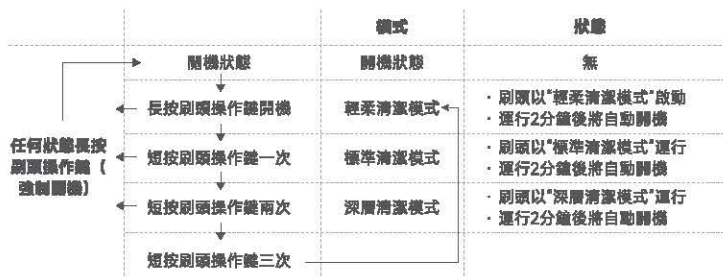 模式 狀態
關機狀態 關機狀態 無
長按刷頭操作鍵開機 輕柔清潔模式
・刷頭以"輕柔清潔模式"啟動
・運行2分鐘後將自動關機
任何狀態長按
刷頭操作鍵(
強制關機)
短按刷頭操作鍵一次 標準清潔模式
・刷頭以"標準清潔模式"運行
・運行2分鐘後將自動關機
短按刷頭操作鍵兩次 深層清潔模式
・刷頭以"深層清潔模式"運行
・運行2分鐘後將自動關機
短按刷頭操作鍵三次